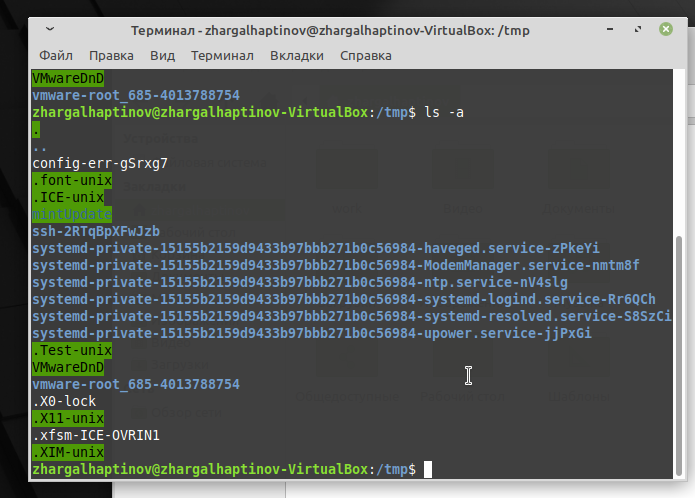 Терминал - zhargalhaptinov@zhargalhaptinov-VirtualBox: /tmp
Файл Правка Вид Терминал Вкладки Справка
VMwareDnD
vmware-root_685-4013788754
zhargalhaptinov@zhargalhaptinov-VirtualBox:/tmp$ ls -a
.
..
config-err-gSrxg7
.font-unix
.ICE-unix
mintUpdate
ssh-2RTqBpXFwJzb
systemd-private-15155b2159d9433b97bbb271b0c56984-haveged.service-zPkeYi
systemd-private-15155b2159d9433b97bbb271b0c56984-ModemManager.service-nmtm8f
systemd-private-15155b2159d9433b97bbb271b0c56984-ntp.service-nV4slg
systemd-private-15155b2159d9433b97bbb271b0c56984-systemd-logind.service-Rr6QCh
systemd-private-15155b2159d9433b97bbb271b0c56984-systemd-resolved.service-S8SzCi
systemd-private-15155b2159d9433b97bbb271b0c56984-upower.service-jjPxGi
.Test-unix
VMwareDnD
vmware-root_685-4013788754
.X0-lock
.X11-unix
.xfsm-ICE-OVRIN1
.XIM-unix
zhargalhaptinov@zhargalhaptinov-VirtualBox:/tmp$